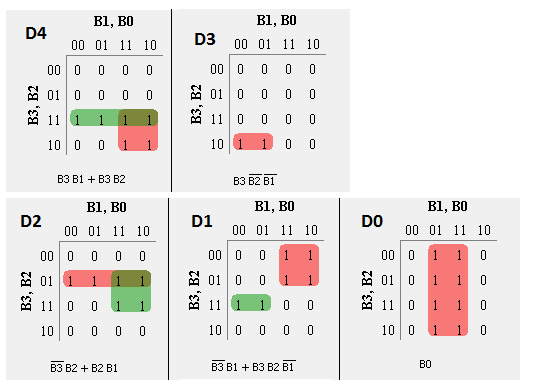 D4
B1, B0
B3, B2
00 01 11 10
00 0 0 0 0
01 0 0 0 0
11 1 1 1 1
10 0 0 1 1
B3 B1 + B3 B2
D3
B1, B0
00 01 11 10
00 0 0 0 0
01 0 0 0 0
11 0 0 0 0
10 1 1 0 0
B3 B̅2̅ B̅1̅
D2
B1, B0
B3, B2
00 01 11 10
00 0 0 0 0
01 1 1 1 1
11 0 0 1 1
10 0 0 0 0
B̅3̅ B2 + B2 B1
D1
B1, B0
B3, B2
00 01 11 10
00 0 0 1 1
01 0 0 1 1
11 1 1 0 0
10 0 0 0 0
B̅3̅ B1 + B3 B2 B̅1̅
D0
B1, B0
B3, B2
00 01 11 10
00 0 1 1 0
01 0 1 1 0
11 0 1 1 0
10 0 1 1 0
B0